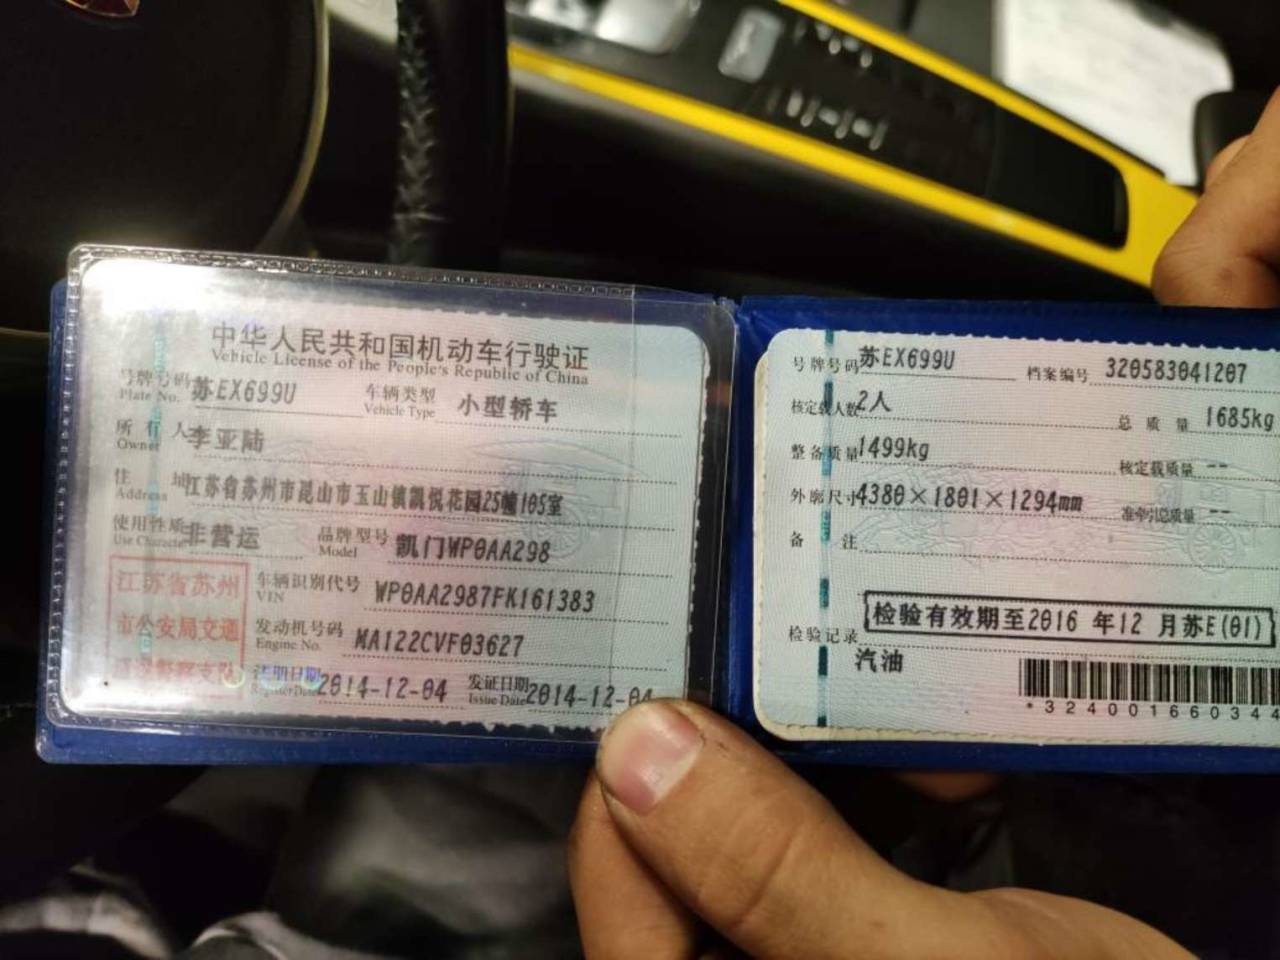 中华人民共和国机动车行驶证
Vehicle License of the People's Republic of China
号牌号码 苏EX699U 车辆类型 小型轿车
Plate No. Vehicle Type
所有人 李亚陆
Owner
住址 江苏省苏州市昆山市玉山镇凯悦花园25幢105室
Address
使用性质 非营运 品牌型号 凯门WP0AA298
Use Character Model
江苏省苏州
市公安局交通
警察支队
车辆识别代号 WP0AA2987FK161383
VIN
发动机号码 MA122CVF03627
Engine No.
注册日期 2014-12-04 发证日期 2014-12-04
Register Date Issue Date
号牌号码 苏EX699U 档案编号 320583041207
核定载人数 2人 总质量 1685kg
整备质量 1499kg 核定载质量 --
外廓尺寸 4380×1801×1294mm 准牵引总质量 --
备注
检验记录 检验有效期至2016 年12 月苏E(01)
汽油
*324001660344